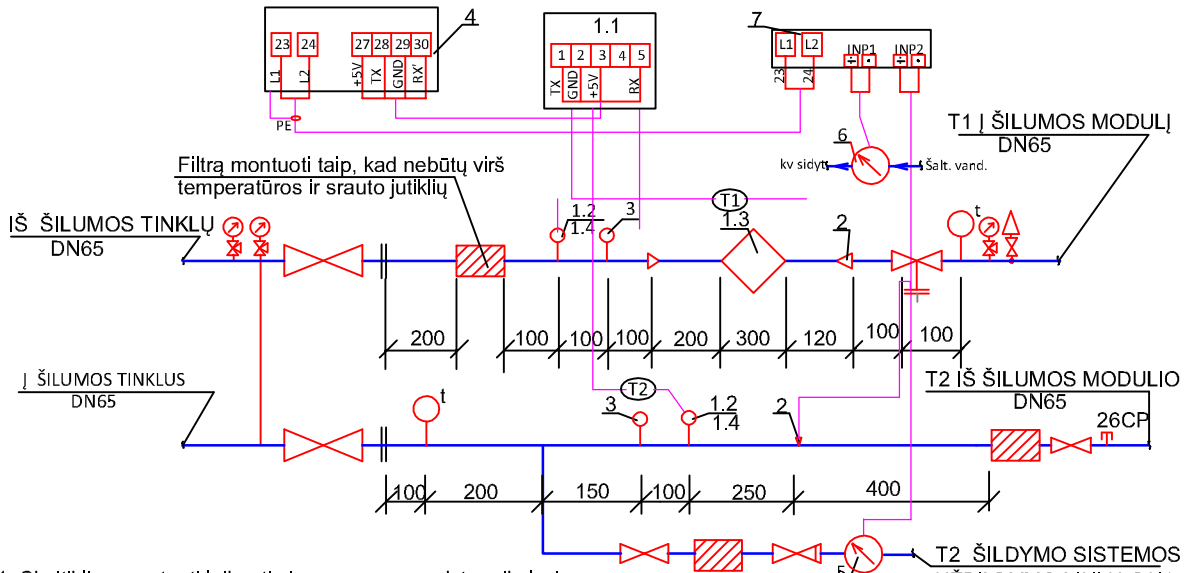 4
23 24 27 28 29 30
L1 L2 +5V TX GND RX'
PE
1.1
1 2 3 4 5
TX GND +5V RX
7
L1 L2 INP1 INP2
23 24
6
kv sidyt
Šalt. vand.
T1 Į ŠILUMOS MODULĮ
DN65
Filtrą montuoti taip, kad nebūtų virš
temperatūros ir srauto jutiklių
IŠ ŠILUMOS TINKLŲ
DN65
T1
1.2
1.4
3
1.3
2
t
200 100 100 100 200 300 120 100 100
Į ŠILUMOS TINKLUS
DN65
t
T2
3
1.2
1.4
2
T2 IŠ ŠILUMOS MODULIO
DN65
26CP
100 200 150 100 250 400
T2 ŠILDYMO SISTEMOS